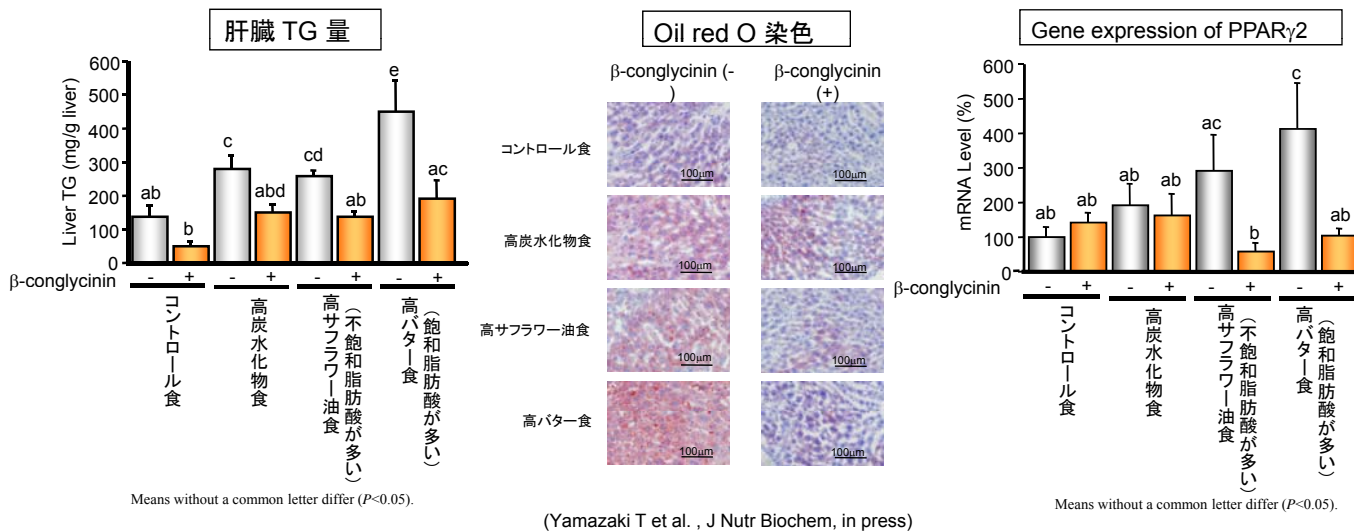 肝臓 TG 量
Liver TG (mg/g liver)
600
500
400
300
200
100
0
ab
b
c
abd
cd
ab
e
ac
β-conglycinin
- + - + - + - +
コントロール食
高炭水化物食
高サフラワー油食
（不飽和脂肪酸が多い）
高バター食
（飽和脂肪酸が多い）
Means without a common letter differ (P<0.05).
Oil red O 染色
β-conglycinin (-
)
β-conglycinin
(+)
コントロール食
100μm
100μm
高炭水化物食
100μm
100μm
高サフラワー油食
100μm
100μm
高バター食
100μm
100μm
(Yamazaki T et al. , J Nutr Biochem, in press)
Gene expression of PPARγ2
mRNA Level (%)
600
500
400
300
200
100
0
ab
ab
ab
ab
ac
b
c
ab
β-conglycinin
- + - + - + - +
コントロール食
高炭水化物食
高サフラワー油食
（不飽和脂肪酸が多い）
高バター食
（飽和脂肪酸が多い）
Means without a common letter differ (P<0.05).